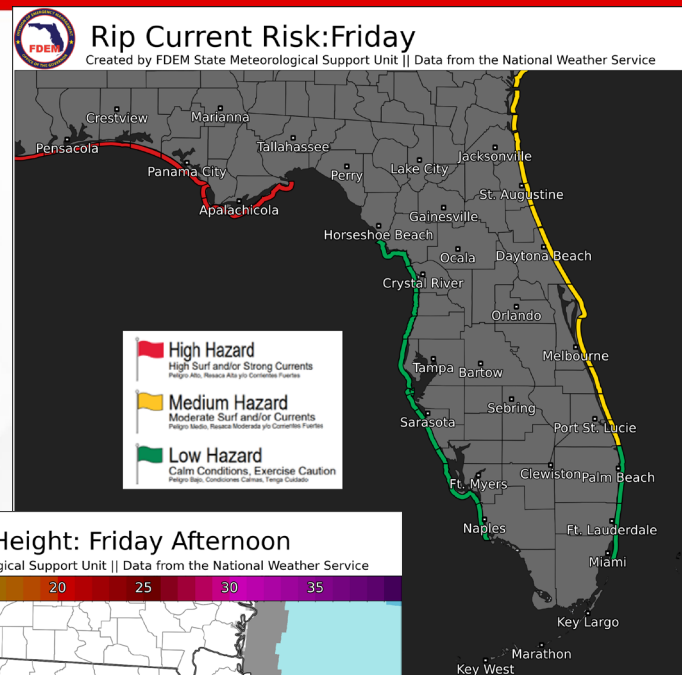 FDEM
Rip Current Risk:Friday
Created by FDEM State Meteorological Support Unit || Data from the National Weather Service
Crestview
Marianna
Pensacola
Tallahassee
Jacksonville
Panama City
Perry
Lake City
St. Augustine
Apalachicola
Gainesville
Horseshoe Beach
Ocala
Daytona Beach
Crystal River
Orlando
Melbourne
Tampa
Bartow
Sebring
Sarasota
Port St. Lucie
Clewiston
Palm Beach
Ft. Myers
Naples
Ft. Lauderdale
Miami
Key Largo
Marathon
Key West
High Hazard
High Surf and/or Strong Currents
Peligro Alto, Resaca Alta y/o Corrientes Fuertes
Medium Hazard
Moderate Surf and/or Currents
Peligro Medio, Resaca Moderada y/o Corrientes Fuertes
Low Hazard
Calm Conditions, Exercise Caution
Peligro Bajo, Condiciones Calmas, Tenga Cuidado
Height: Friday Afternoon
gical Support Unit || Data from the National Weather Service
20 25 30 35